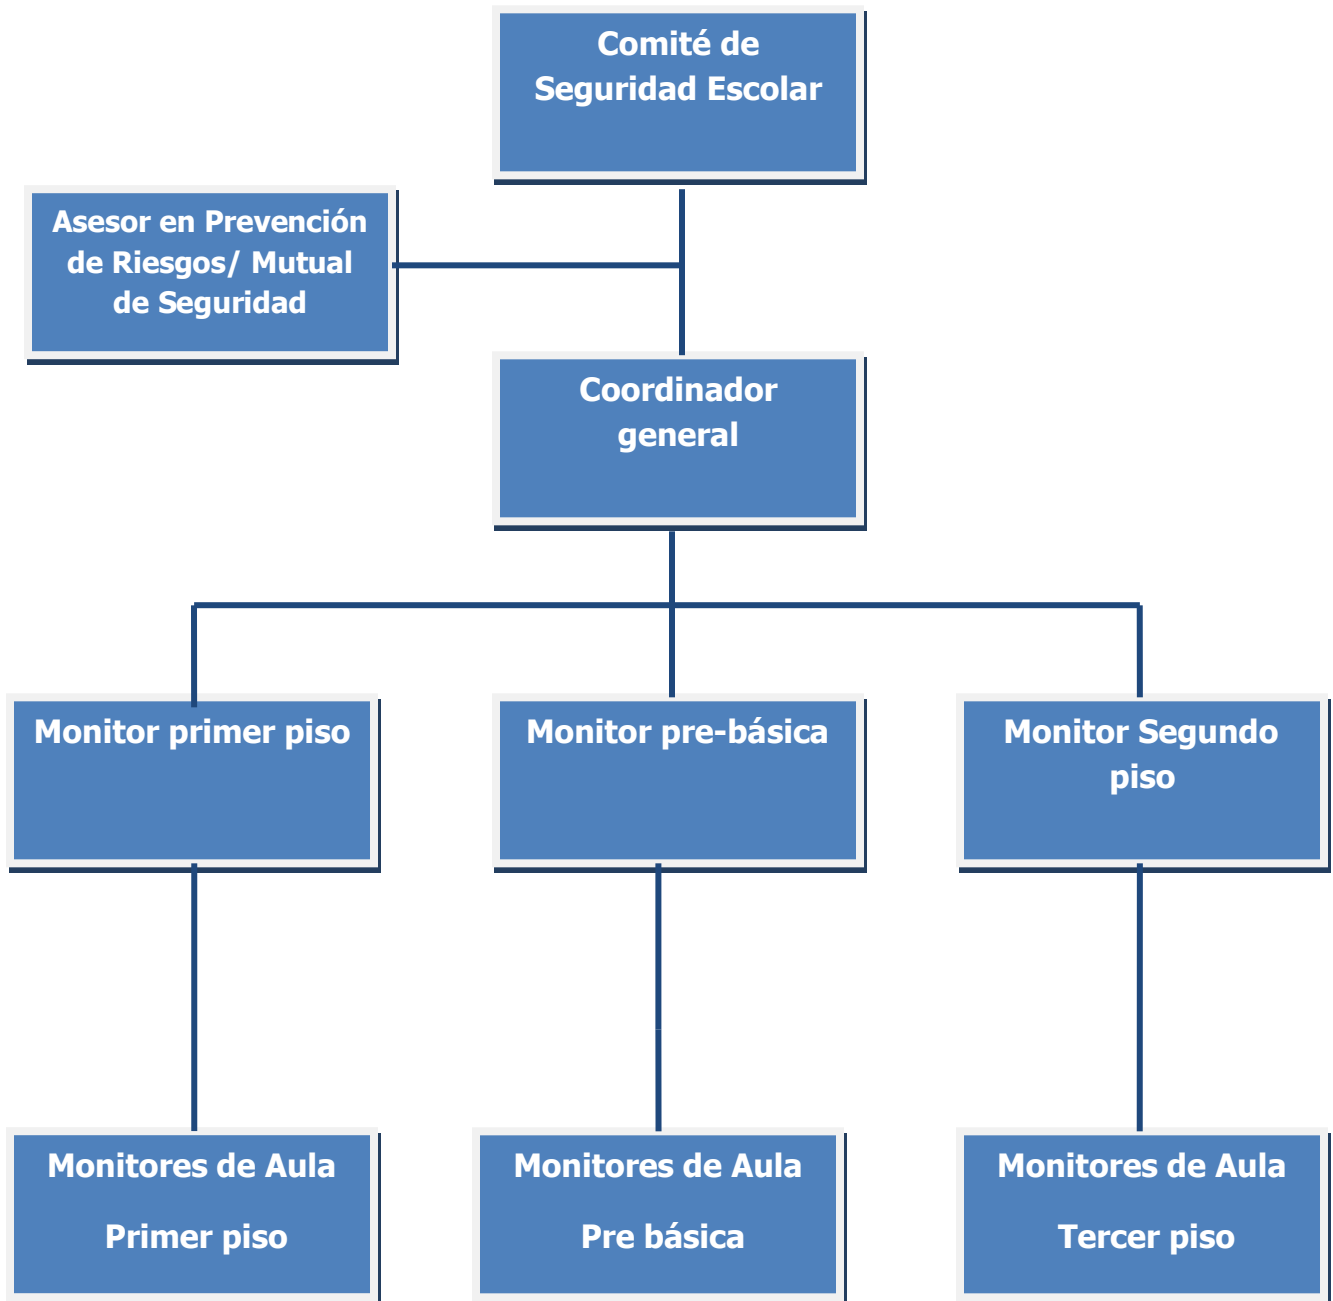 Comité de
Seguridad Escolar
Asesor en Prevención
de Riesgos/ Mutual
de Seguridad
Coordinador
general
Monitor primer piso
Monitor pre-básica
Monitor Segundo
piso
Monitores de Aula
Primer piso
Monitores de Aula
Pre básica
Monitores de Aula
Tercer piso